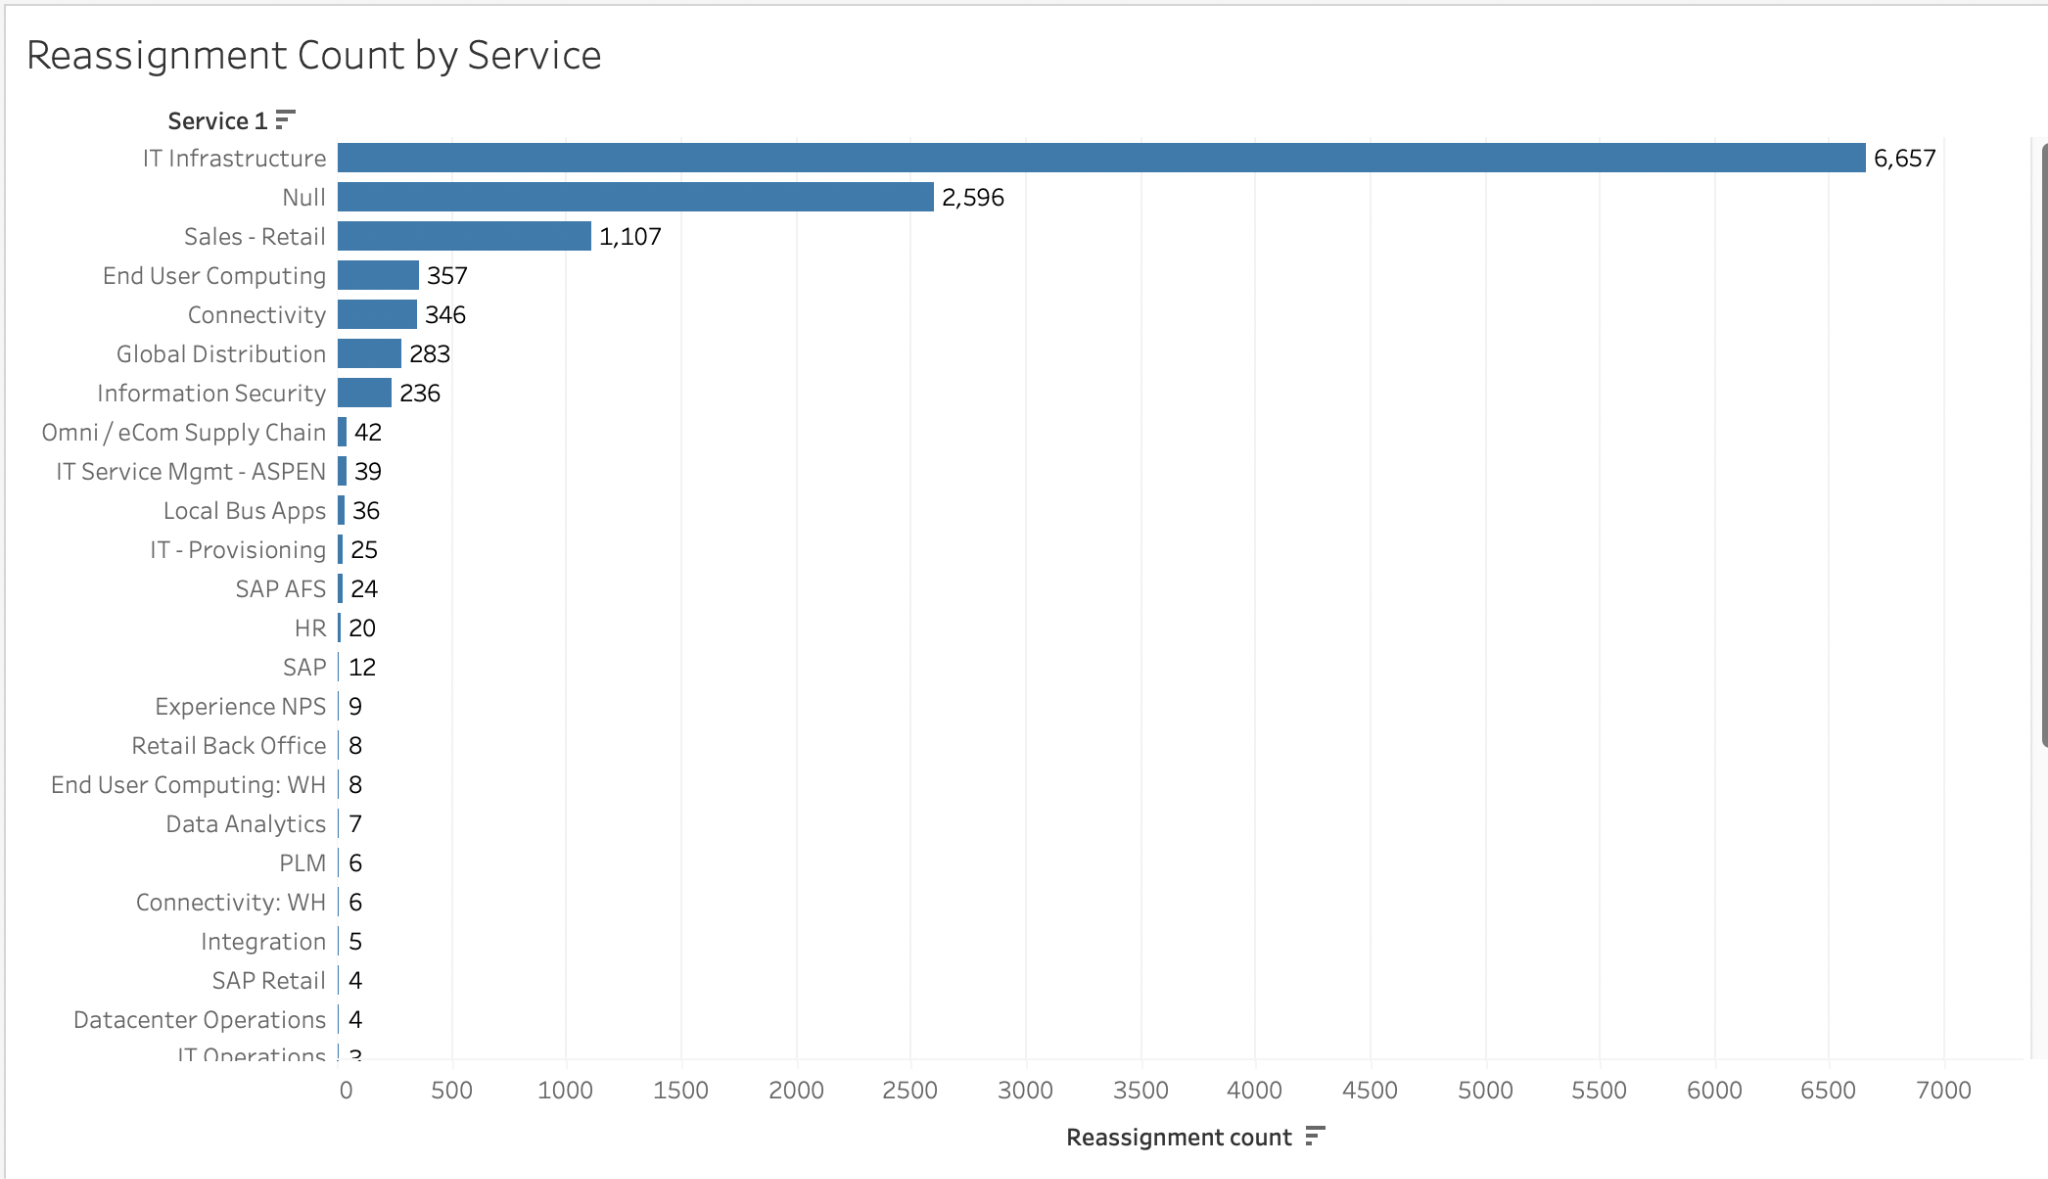 Reassignment Count by Service
Service 1
IT Infrastructure 6,657
Null 2,596
Sales - Retail 1,107
End User Computing 357
Connectivity 346
Global Distribution 283
Information Security 236
Omni / eCom Supply Chain 42
IT Service Mgmt - ASPEN 39
Local Bus Apps 36
IT - Provisioning 25
SAP AFS 24
HR 20
SAP 12
Experience NPS 9
Retail Back Office 8
End User Computing: WH 8
Data Analytics 7
PLM 6
Connectivity: WH 6
Integration 5
SAP Retail 4
Datacenter Operations 4
IT Operations 3
0 500 1000 1500 2000 2500 3000 3500 4000 4500 5000 5500 6000 6500 7000
Reassignment count